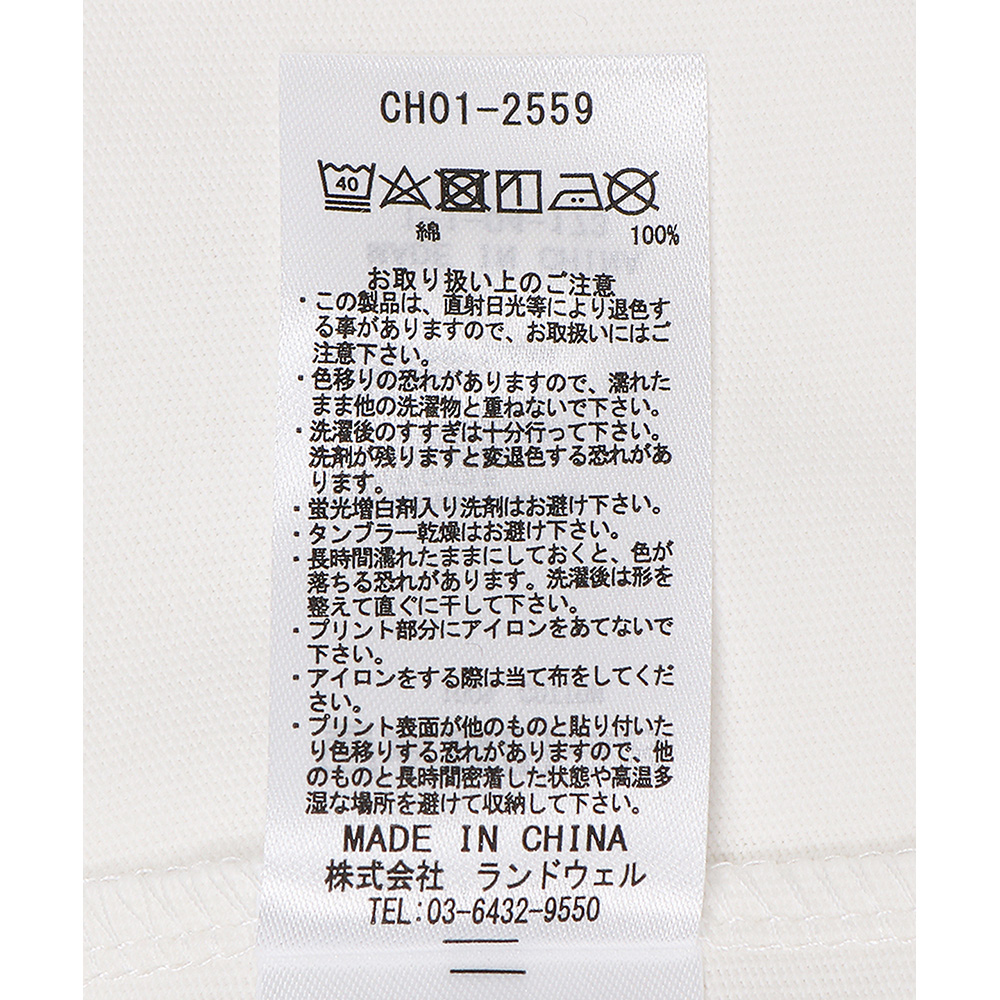 CH01-2559
40
綿 100%
お取り扱い上のご注意
・この製品は、直射日光等により退色す
る事がありますので、お取扱いにはご
注意下さい。
・色移りの恐れがありますので、濡れた
まま他の洗濯物と重ねないで下さい。
・洗濯後のすすぎは十分行って下さい。
洗剤が残りますと変退色する恐れがあ
ります。
・蛍光増白剤入り洗剤はお避け下さい。
・タンブラー乾燥はお避け下さい。
・長時間濡れたままにしておくと、色が
落ちる恐れがあります。洗濯後は形を
整えて直ぐに干して下さい。
・プリント部分にアイロンをあてないで
下さい。
・アイロンをする際は当て布をしてくだ
さい。
・プリント表面が他のものと貼り付いた
り色移りする恐れがありますので、他
のものと長時間密着した状態や高温多
湿な場所を避けて収納して下さい。
MADE IN CHINA
株式会社 ランドウェル
TEL:03-6432-9550